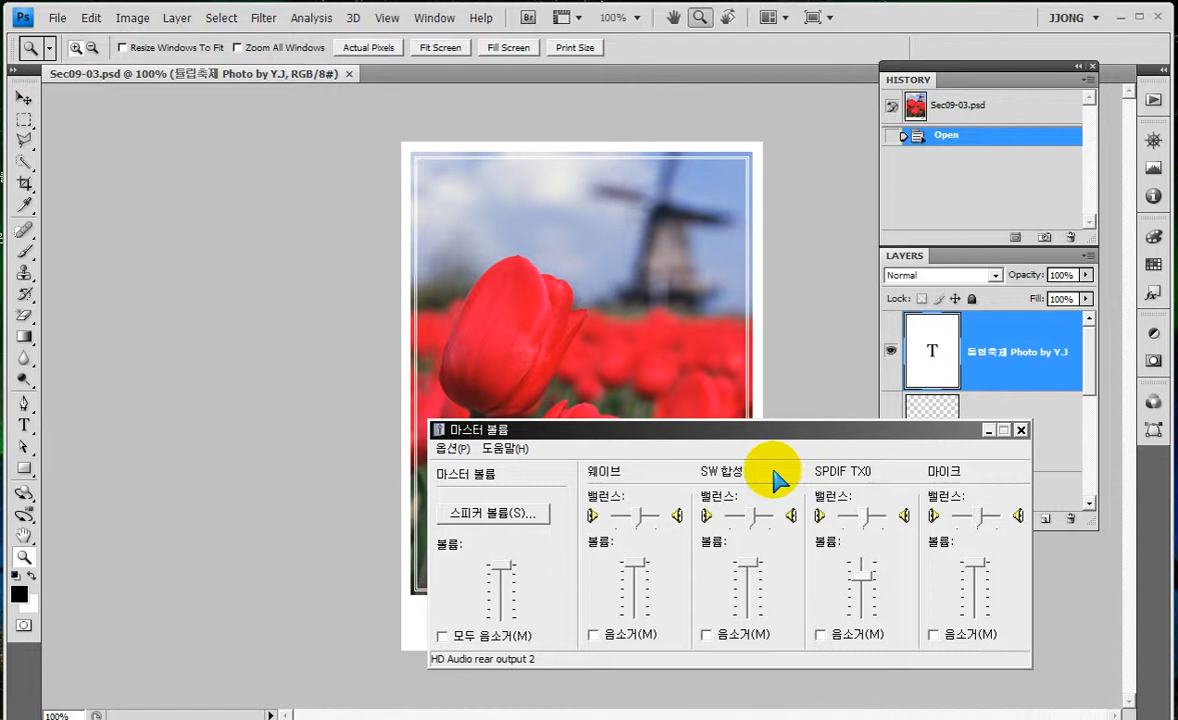 Ps File Edit Image Layer Select Filter Analysis 3D View Window Help Br 100% JJONG
Resize Windows To Fit Zoom All Windows Actual Pixels Fit Screen Fill Screen Print Size
Sec09-03.psd @ 100% (튤립축제 Photo by Y.J, RGB/8#)
HISTORY
Sec09-03.psd
Open
LAYERS
Normal Opacity: 100%
Lock: Fill: 100%
T 튤립축제 Photo by Y.J
마스터 볼륨
옵션(P) 도움말(H)
마스터 볼륨 웨이브 SW 합성 SPDIF TX0 마이크
밸런스: 밸런스: 밸런스: 밸런스:
스피커 볼륨(S)...
볼륨: 볼륨: 볼륨: 볼륨: 볼륨:
모두 음소거(M) 음소거(M) 음소거(M) 음소거(M) 음소거(M)
HD Audio rear output 2
100%